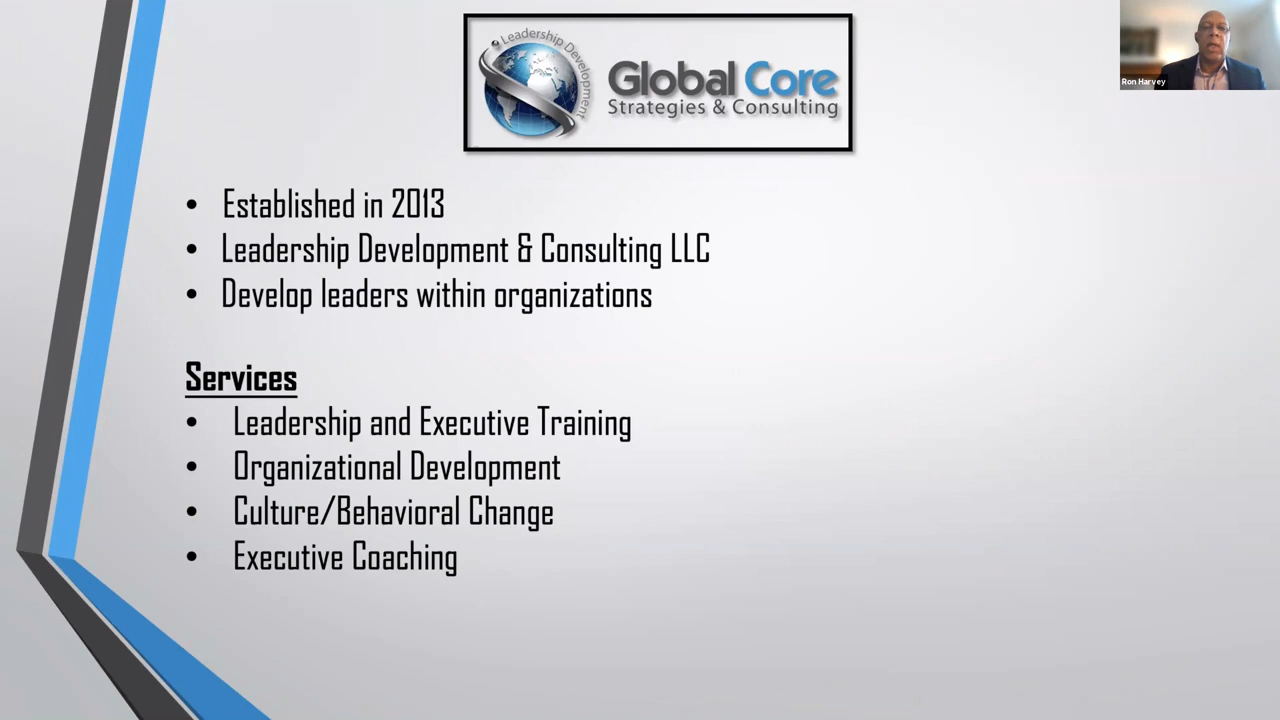 Leadership Development
Global Core
Strategies & Consulting
Ron Harvey
• Established in 2013
• Leadership Development & Consulting LLC
• Develop leaders within organizations
Services
• Leadership and Executive Training
• Organizational Development
• Culture/Behavioral Change
• Executive Coaching